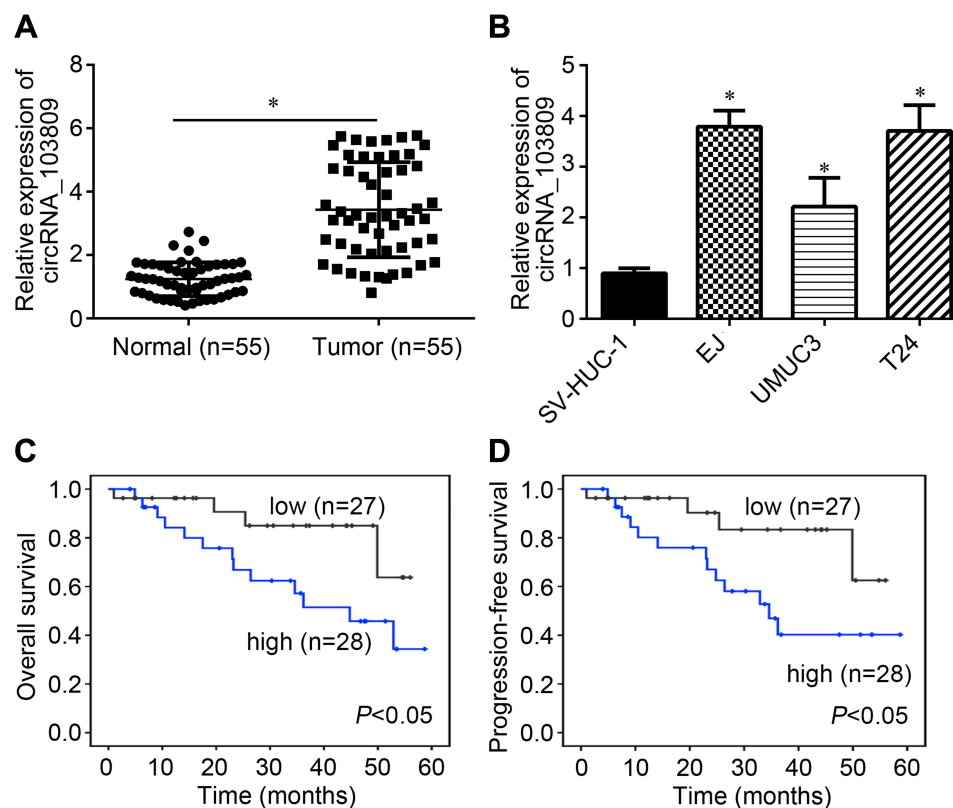 A
Relative expression of
circRNA_103809
8
6
4
2
0
*
Normal (n=55)
Tumor (n=55)
B
Relative expression of
circRNA_103809
5
4
3
2
1
0
*
*
*
SV-HUC-1
EJ
UMUC3
T24
C
Overall survival
1.0
0.8
0.6
0.4
0.2
0.0
low (n=27)
high (n=28)
P<0.05
0 10 20 30 40 50 60
Time (months)
D
Progression-free survival
1.0
0.8
0.6
0.4
0.2
0.0
low (n=27)
high (n=28)
P<0.05
0 10 20 30 40 50 60
Time (months)